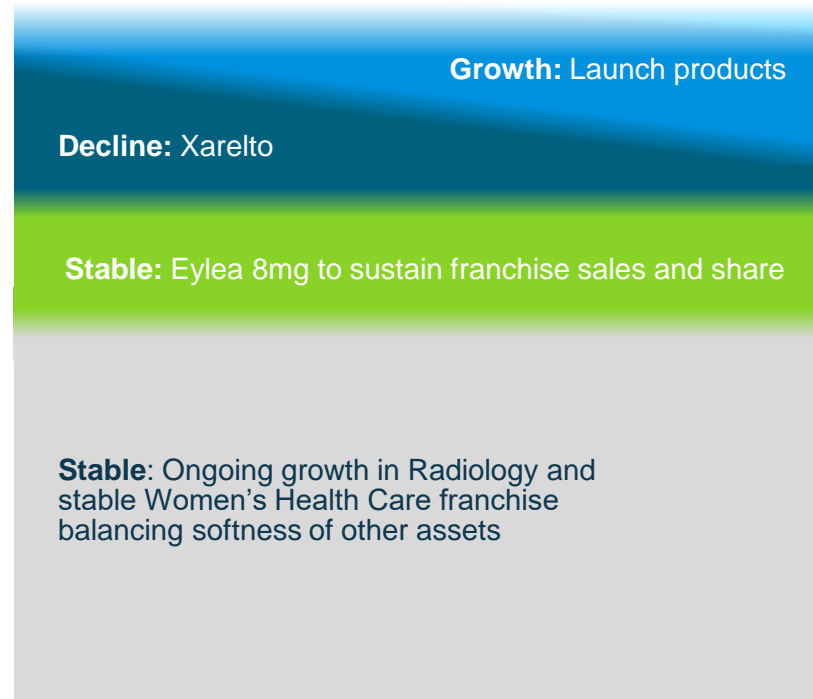 Growth: Launch products
Decline: Xarelto
Stable: Eylea 8mg to sustain franchise sales and share
Stable: Ongoing growth in Radiology and
stable Women’s Health Care franchise
balancing softness of other assets